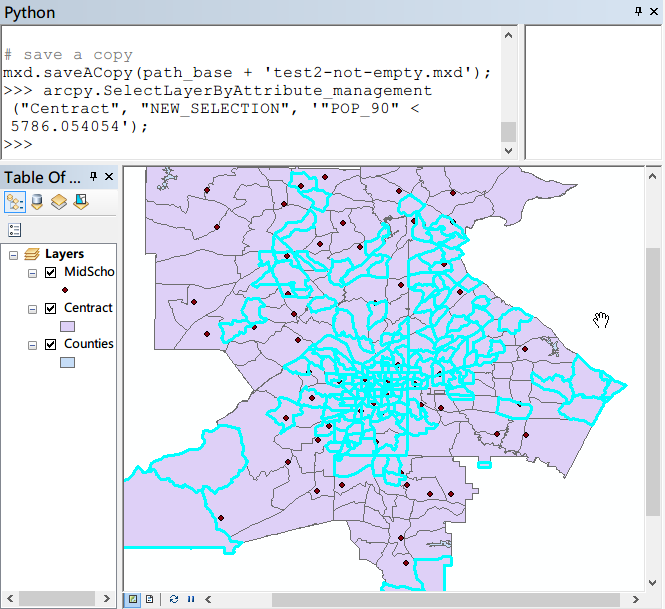 Python
# save a copy
mxd.saveACopy(path_base + 'test2-not-empty.mxd');
>>> arcpy.SelectLayerByAttribute_management
("Centract", "NEW_SELECTION", '"POP_90" <
5786.054054');
>>>
Table Of ...
Layers
MidScho
Centract
Counties